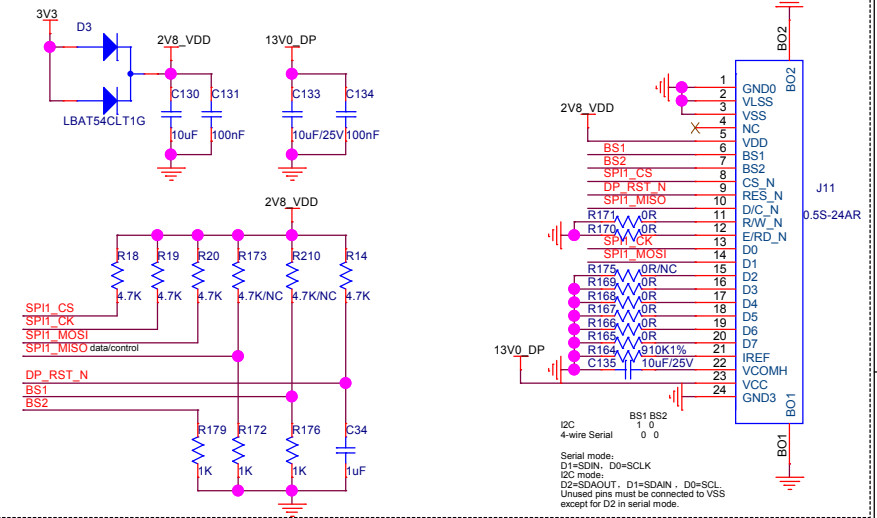 3V3
D3
LBAT54CLT1G
2V8_VDD
C130
10uF
C131
100nF
13V0_DP
C133
10uF/25V
C134
100nF
2V8_VDD
R18
4.7K
R19
4.7K
R20
4.7K
R173
4.7K/NC
R210
4.7K/NC
R14
4.7K
SPI1_CS
SPI1_CK
SPI1_MOSI
SPI1_MISO data/control
DP_RST_N
BS1
BS2
R179
1K
R172
1K
R176
1K
C34
1uF
BO2
BO2
2V8_VDD
1 GND0
2 VLSS
3 VSS
4 NC
5 VDD
BS1 6 BS1
BS2 7 BS2
SPI1_CS 8 CS_N
DP_RST_N 9 RES_N
SPI1_MISO 10 D/C_N
R171 0R 11 R/W_N
R170 0R 12 E/RD_N
SPI1_CK 13 D0
SPI1_MOSI 14 D1
R175 0R/NC 15 D2
R169 0R 16 D3
R168 0R 17 D4
R167 0R 18 D5
R166 0R 19 D6
R165 0R 20 D7
R164 910K1% 21 IREF
C135 10uF/25V 22 VCOMH
13V0_DP
23 VCC
24 GND3
J11
0.5S-24AR
BO1
BO1
BS1 BS2
I2C 1 0
4-wire Serial 0 0
Serial mode:
D1=SDIN, D0=SCLK
I2C mode:
D2=SDAOUT, D1=SDAIN, D0=SCL.
Unused pins must be connected to VSS
except for D2 in serial mode.